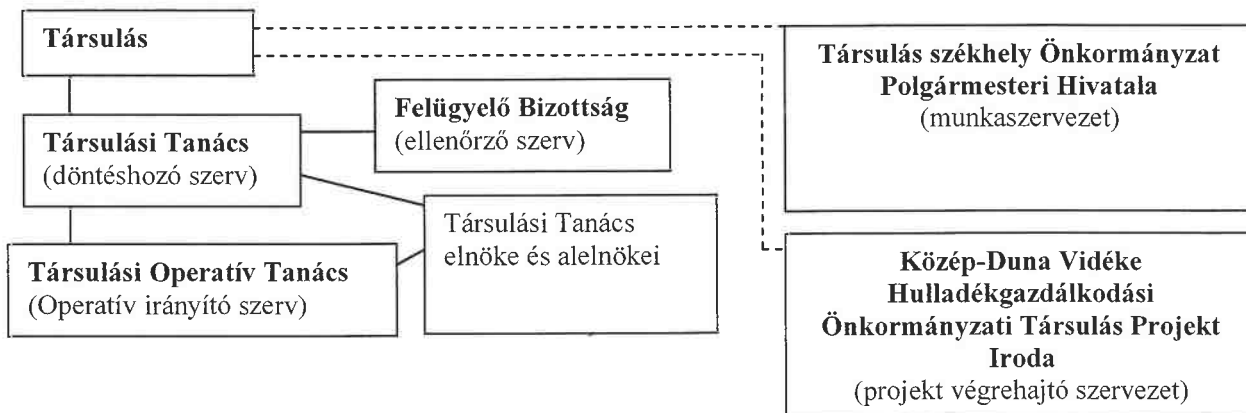 Társulás
Társulási Tanács
(döntéshozó szerv)
Társulási Operatív Tanács
(Operatív irányító szerv)
Felügyelő Bizottság
(ellenőrző szerv)
Társulási Tanács
elnöke és alelnökei
Társulás székhely Önkormányzat
Polgármesteri Hivatala
(munkaszervezet)
Közép-Duna Vidéke
Hulladékgazdálkodási
Önkormányzati Társulás Projekt
Iroda
(projekt végrehajtó szervezet)